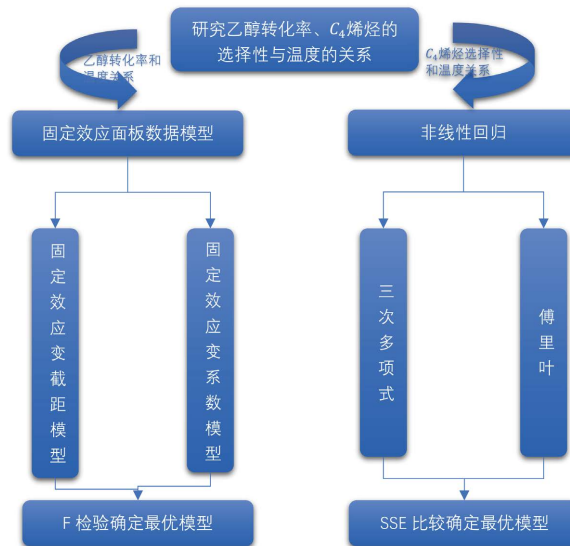 研究乙醇转化率、C₄烯烃的
选择性与温度的关系
乙醇转化率和
温度关系
C₄烯烃选择性
和温度关系
固定效应面板数据模型
非线性回归
固定效应变截距模型
固定效应变系数模型
三次多项式
傅里叶
F 检验确定最优模型
SSE 比较确定最优模型